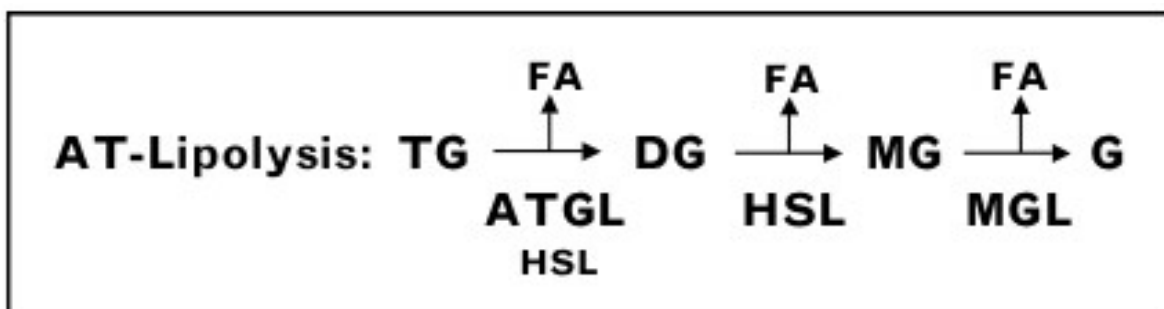 FA FA FA
AT-Lipolysis: TG DG MG G
ATGL HSL MGL
HSL